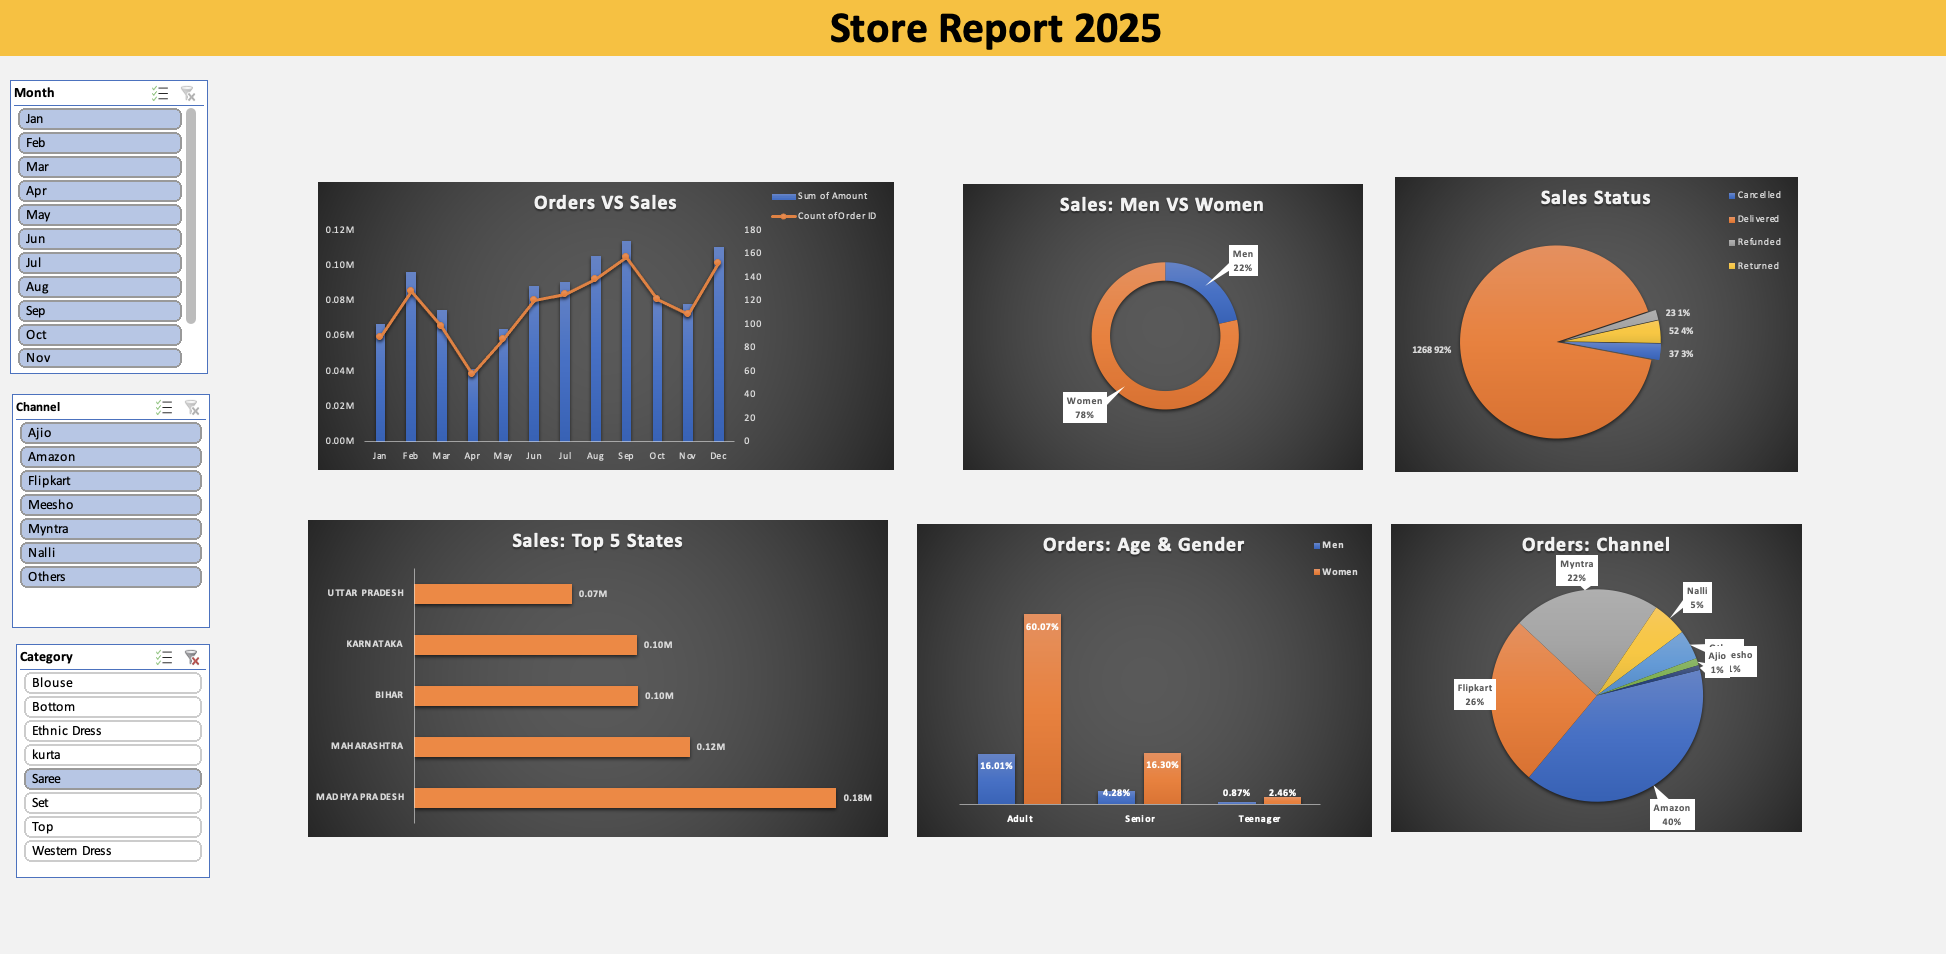 Store Report 2025
Month
Jan
Feb
Mar
Apr
May
Jun
Jul
Aug
Sep
Oct
Nov
Channel
Ajio
Amazon
Flipkart
Meesho
Myntra
Nalli
Others
Category
Blouse
Bottom
Ethnic Dress
kurta
Saree
Set
Top
Western Dress
Orders VS Sales
Sum of Amount
Count of Order ID
0.12M
0.10M
0.08M
0.06M
0.04M
0.02M
0.00M
180
160
140
120
100
80
60
40
20
0
Jan Feb Mar Apr May Jun Jul Aug Sep Oct Nov Dec
Sales: Men VS Women
Men
22%
Women
78%
Sales Status
Cancelled
Delivered
Refunded
Returned
23 1%
52 4%
37 3%
1268 92%
Sales: Top 5 States
UTTAR PRADESH 0.07M
KARNATAKA 0.10M
BIHAR 0.10M
MAHARASHTRA 0.12M
MADHYA PRADESH 0.18M
Orders: Age & Gender
Men
Women
60.07%
16.01%
16.30%
4.28%
0.87%
2.46%
Adult Senior Teenager
Orders: Channel
Myntra
22%
Nalli
5%
Ajio
1%
esho
1%
Flipkart
26%
Amazon
40%